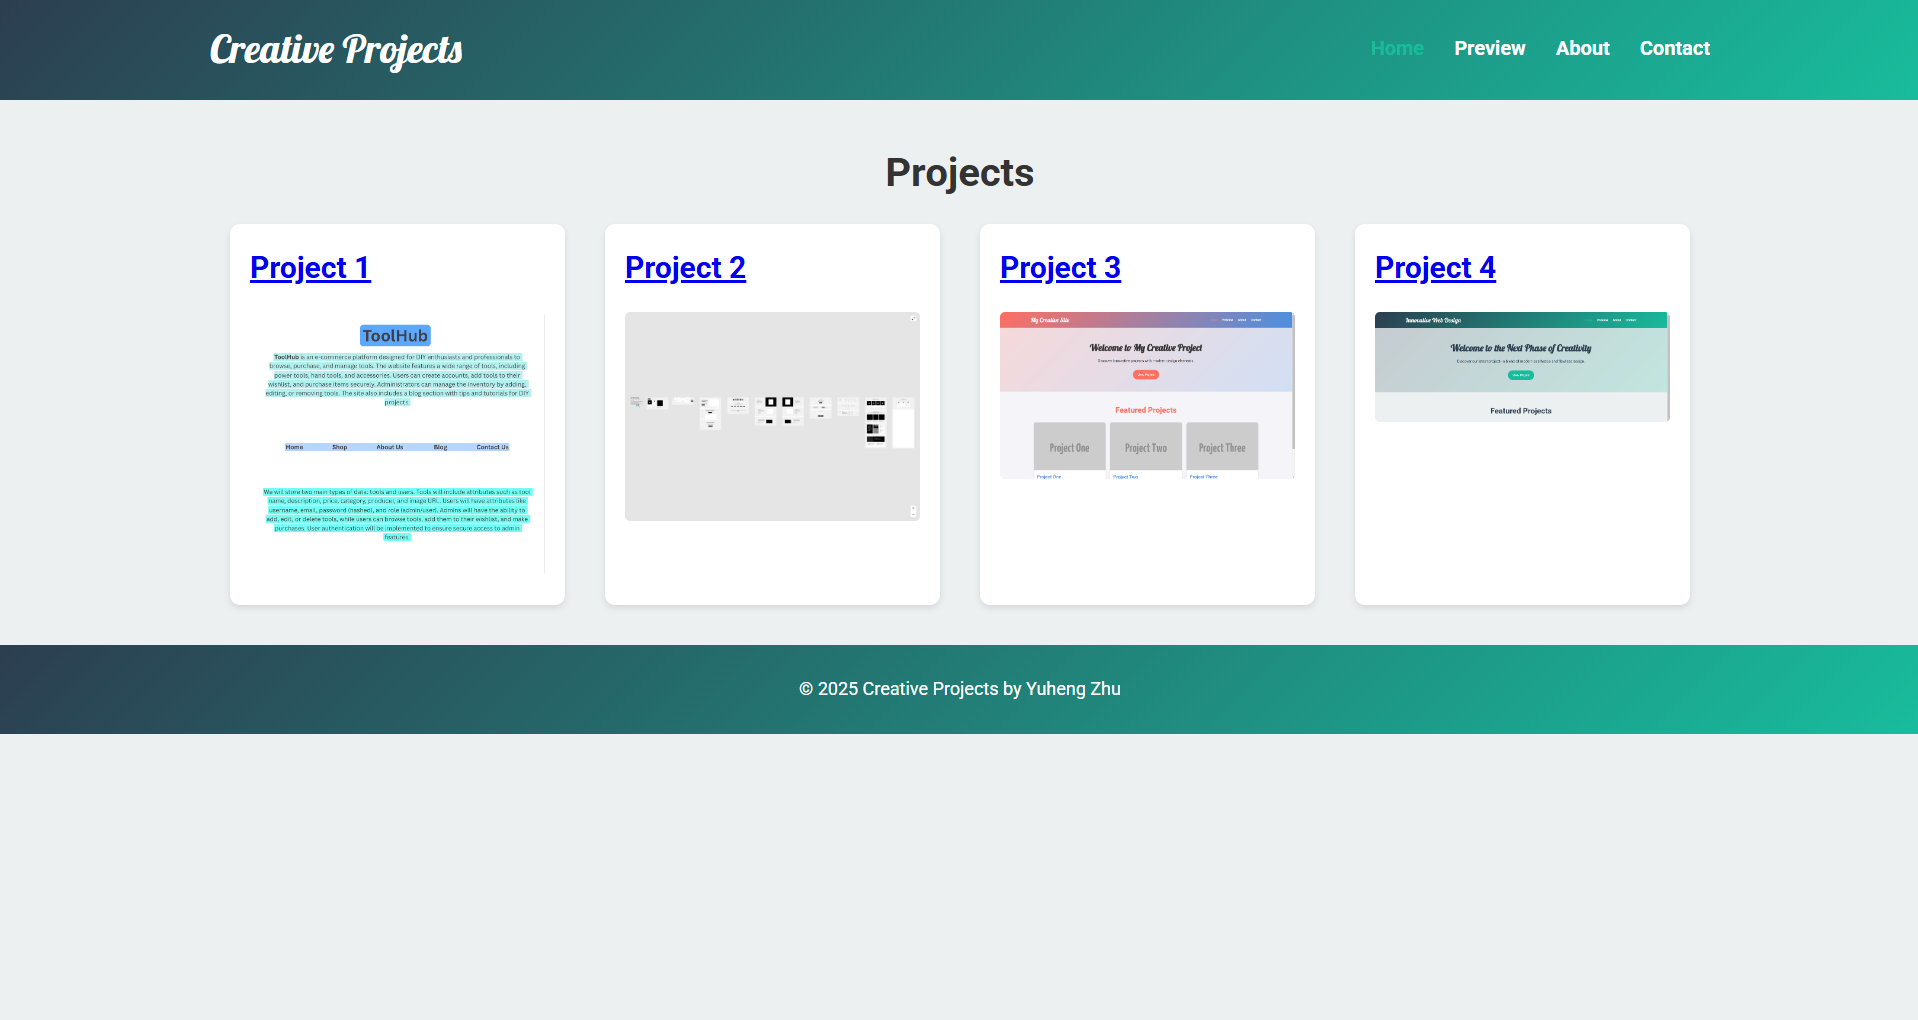 Creative Projects
Home Preview About Contact
Projects
Project 1
ToolHub
ToolHub is an e-commerce platform designed for DIY enthusiasts and professionals to
browse, purchase, and manage tools. The website features a wide range of tools, including
power tools, hand tools, and accessories. Users can create accounts, add tools to their
wishlist, and purchase items securely. Administrators can manage the inventory by adding,
editing, or removing tools. The site also includes a blog section with tips and tutorials for DIY
projects.
Home Shop About Us Blog Contact Us
We will store two main types of data: tools and users. Tools will include attributes such as tool
name, description, price, category, producer, and image URL. Users will have attributes like
username, email, password (hashed), and role (admin/user). Admins will have the ability to
add, edit, or delete tools, while users can browse tools, add them to their wishlist, and make
purchases. User authentication will be implemented to ensure secure access to admin
features.
Project 2
Project 3
My Creative Site
Preview About Contact
Welcome to My Creative Project
Featured Projects
Project One Project Two Project Three
Project One Project Two Project Three
Project 4
Innovative Web Design
Preview About Contact
Welcome to the Next Phase of Creativity
Featured Projects
© 2025 Creative Projects by Yuheng Zhu